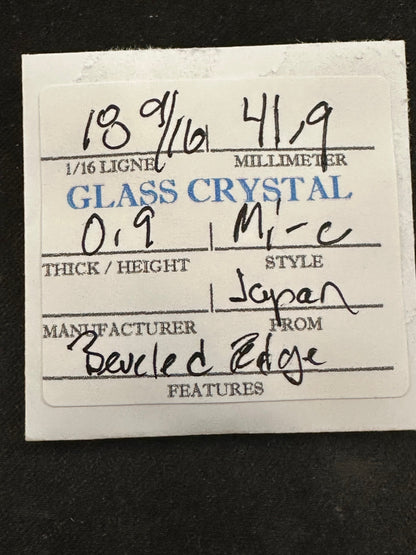 18 9/16 41.9
1/16 LIGNE MILLIMETER
GLASS CRYSTAL
0.9 Mi-c
THICK / HEIGHT STYLE
Japan
MANUFACTURER FROM
Beveled Edge
FEATURES